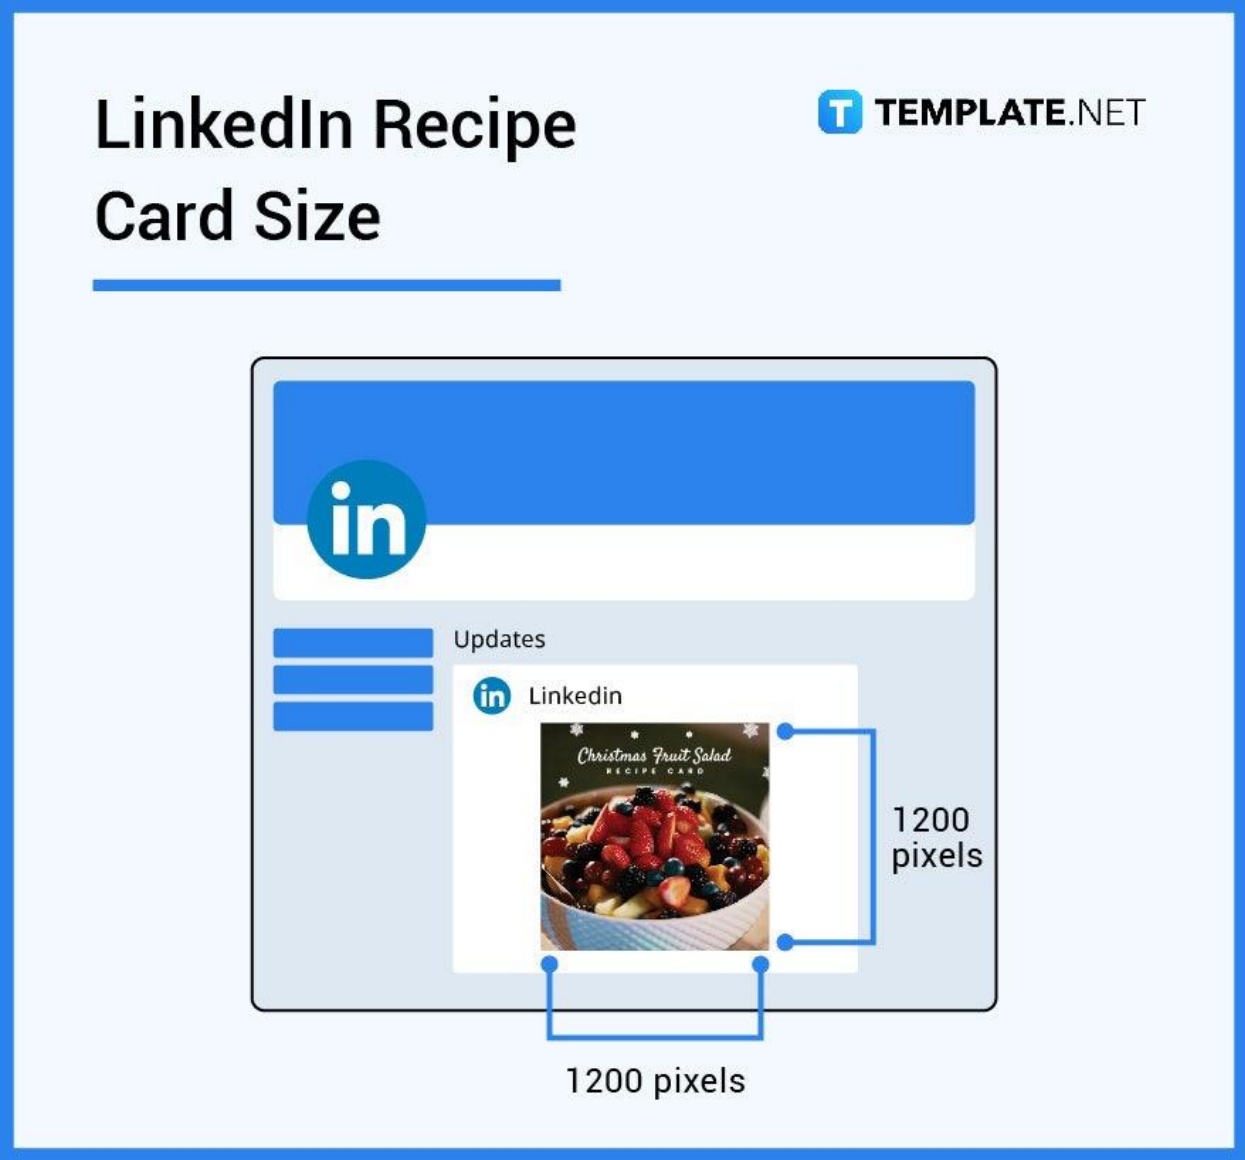 LinkedIn Recipe
Card Size
T TEMPLATE.NET
in
Updates
in Linkedin
Christmas Fruit Salad
RECIPE CARD
1200
pixels
1200 pixels